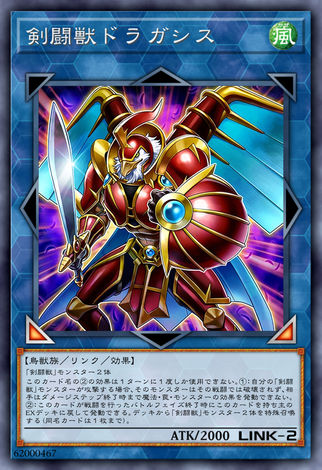 剣闘獣ドラガシス
風
【鳥獣族／リンク／効果】
「剣闘獣」モンスター２体
このカード名の②の効果は１ターンに１度しか使用できない。①：自分の「剣闘
獣」モンスターが攻撃する場合、そのモンスターはその戦闘では破壊されず、相
手はダメージステップ終了時まで魔法・罠・モンスターの効果を発動できない。
②：このカードが戦闘を行ったバトルフェイズ終了時にこのカードを持ち主の
EXデッキに戻して発動できる。デッキから「剣闘獣」モンスター２体を特殊召喚
する（同名カードは１枚まで）。
ATK/2000 LINK-2
62000467